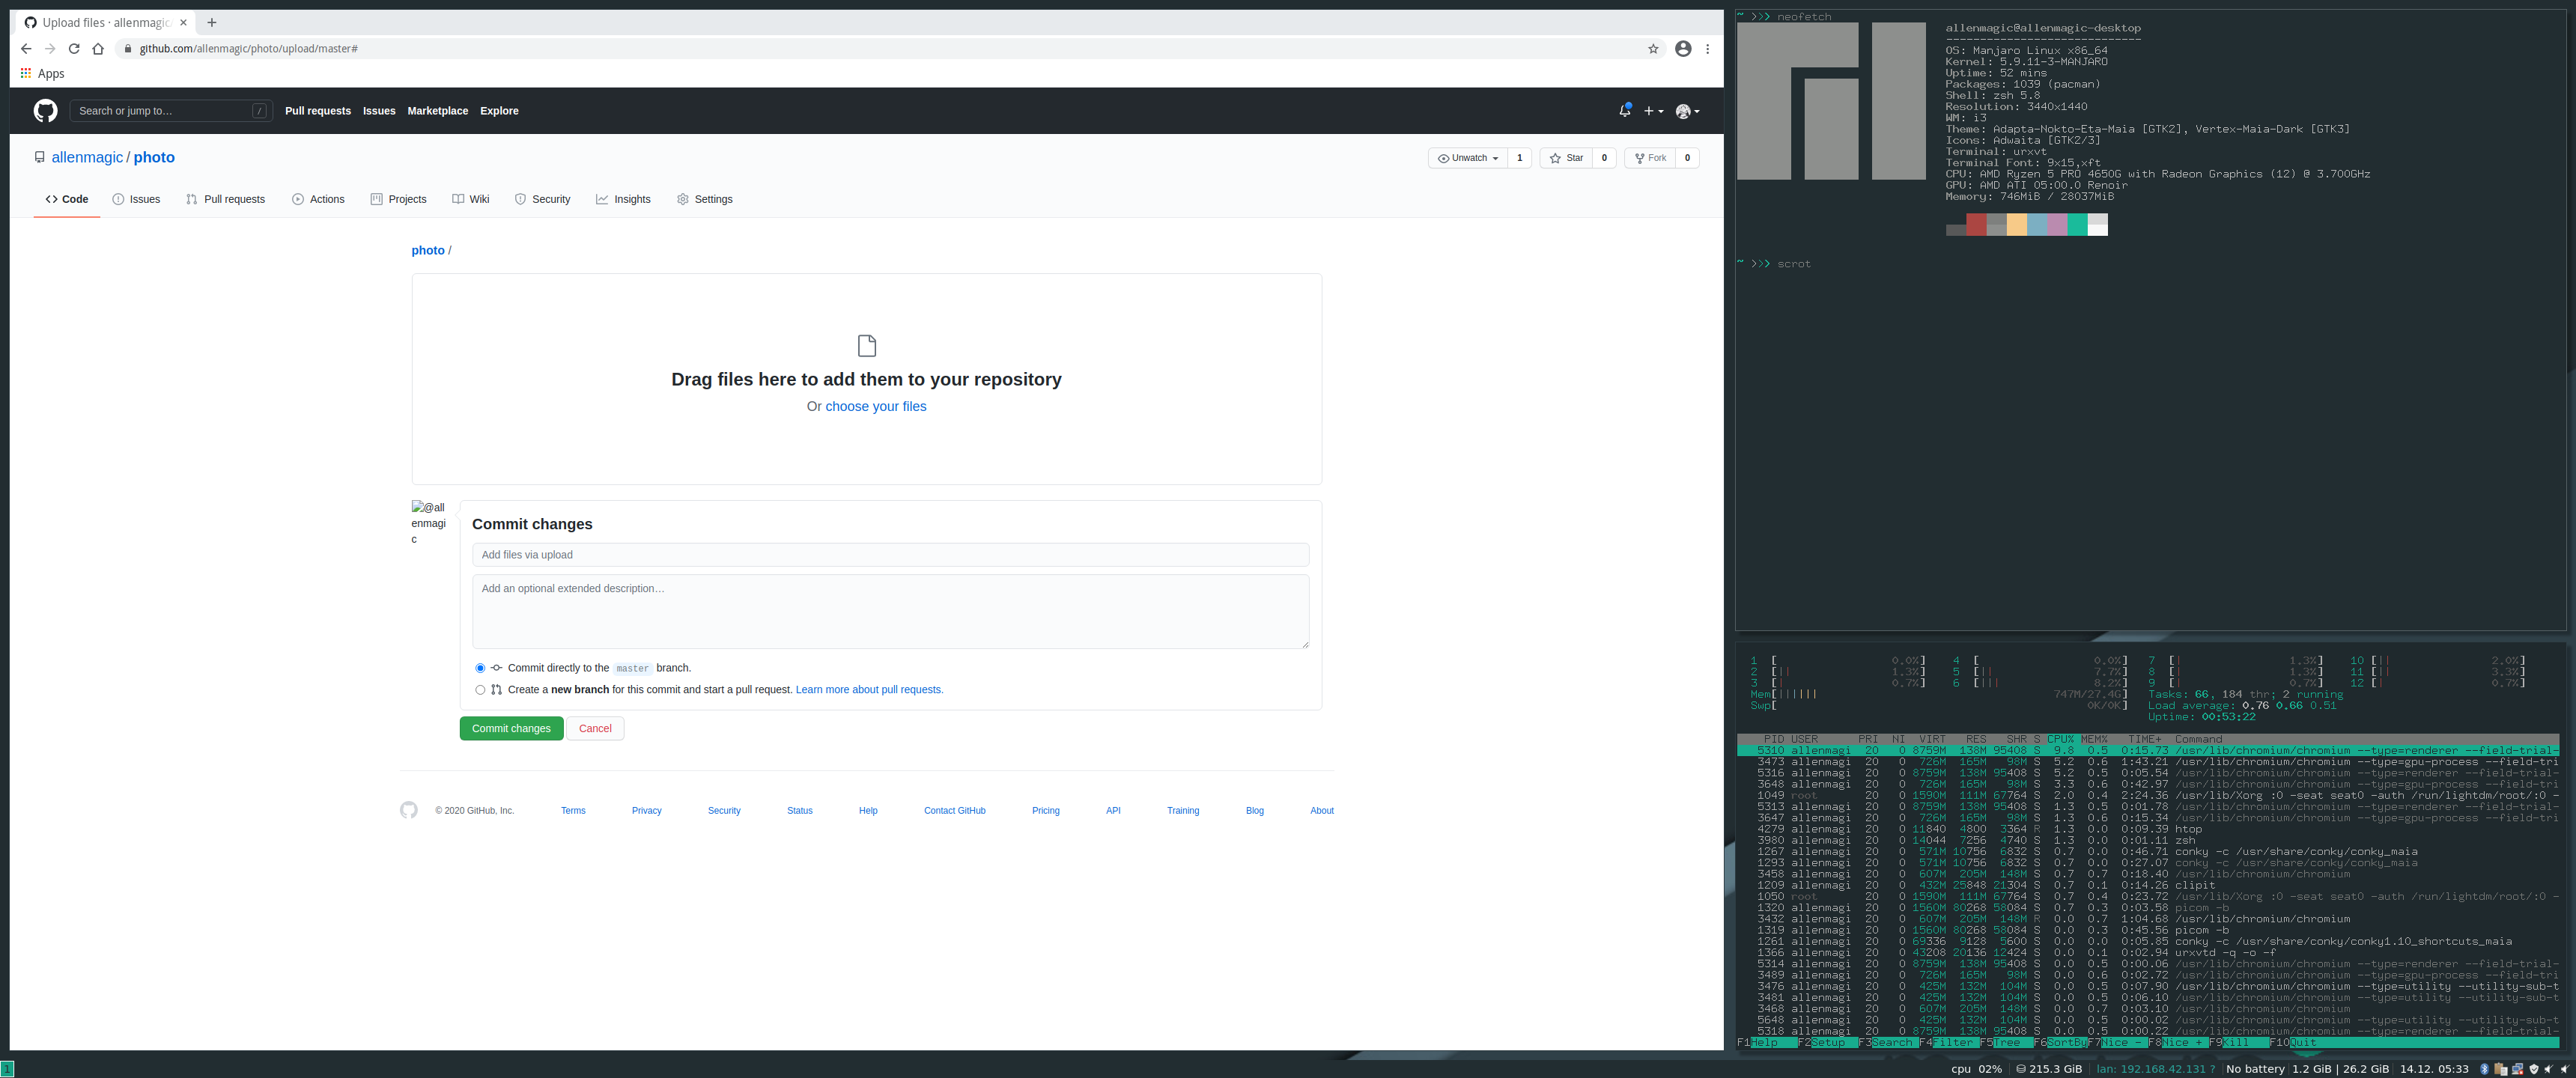 Upload files · allenmagic/
github.com/allenmagic/photo/upload/master#
Apps
Search or jump to…
/
Pull requests
Issues
Marketplace
Explore
allenmagic / photo
Unwatch
1
Star
0
Fork
0
Code
Issues
Pull requests
Actions
Projects
Wiki
Security
Insights
Settings
photo /
Drag files here to add them to your repository
Or choose your files
@all
enmagi
c
Commit changes
Add files via upload
Add an optional extended description…
Commit directly to the master branch.
Create a new branch for this commit and start a pull request. Learn more about pull requests.
Commit changes
Cancel
© 2020 GitHub, Inc.
Terms
Privacy
Security
Status
Help
Contact GitHub
Pricing
API
Training
Blog
About
~ >>> neofetch
allenmagic@allenmagic-desktop
-----------------------------
OS: Manjaro Linux x86_64
Kernel: 5.9.11-3-MANJARO
Uptime: 52 mins
Packages: 1039 (pacman)
Shell: zsh 5.8
Resolution: 3440x1440
WM: i3
Theme: Adapta-Nokto-Eta-Maia [GTK2], Vertex-Maia-Dark [GTK3]
Icons: Adwaita [GTK2/3]
Terminal: urxvt
Terminal Font: 9x15,xft
CPU: AMD Ryzen 5 PRO 4650G with Radeon Graphics (12) @ 3.700GHz
GPU: AMD ATI 05:00.0 Renoir
Memory: 746MiB / 28037MiB
~ >>> scrot
1 [ 0.0%] 4 [ 0.0%] 7 [| 1.3%] 10 [|| 2.0%]
2 [|| 1.3%] 5 [|| 7.7%] 8 [| 1.3%] 11 [|| 3.3%]
3 [| 0.7%] 6 [||| 8.2%] 9 [| 0.7%] 12 [| 0.7%]
Mem[|||||| 747M/27.4G] Tasks: 66, 184 thr; 2 running
Swp[ 0K/0K] Load average: 0.76 0.66 0.51
Uptime: 00:53:22
PID USER PRI NI VIRT RES SHR S CPU% MEM% TIME+ Command
5310 allenmagi 20 0 8759M 138M 95408 S 9.8 0.5 0:15.73 /usr/lib/chromium/chromium --type=renderer --field-trial-
3473 allenmagi 20 0 726M 165M 98M S 5.2 0.6 1:43.21 /usr/lib/chromium/chromium --type=gpu-process --field-tri
5316 allenmagi 20 0 8759M 138M 95408 S 5.2 0.5 0:05.54 /usr/lib/chromium/chromium --type=renderer --field-trial-
3648 allenmagi 20 0 726M 165M 98M S 3.3 0.6 0:42.97 /usr/lib/chromium/chromium --type=gpu-process --field-tri
1049 root 20 0 1590M 111M 67764 S 2.0 0.4 2:24.36 /usr/lib/Xorg :0 -seat seat0 -auth /run/lightdm/root/:0 -
5313 allenmagi 20 0 8759M 138M 95408 S 1.3 0.5 0:01.78 /usr/lib/chromium/chromium --type=renderer --field-trial-
3647 allenmagi 20 0 726M 165M 98M S 1.3 0.6 0:15.34 /usr/lib/chromium/chromium --type=gpu-process --field-tri
4279 allenmagi 20 0 11840 4800 3364 R 1.3 0.0 0:09.39 htop
3980 allenmagi 20 0 14044 7256 4740 S 1.3 0.0 0:01.11 zsh
1267 allenmagi 20 0 571M 10756 6832 S 0.7 0.0 0:46.71 conky -c /usr/share/conky/conky_maia
1293 allenmagi 20 0 571M 10756 6832 S 0.7 0.0 0:27.07 conky -c /usr/share/conky/conky_maia
3458 allenmagi 20 0 607M 205M 148M S 0.7 0.7 0:18.40 /usr/lib/chromium/chromium
1209 allenmagi 20 0 432M 25848 21304 S 0.7 0.1 0:14.26 clipit
1050 root 20 0 1590M 111M 67764 S 0.7 0.4 0:23.72 /usr/lib/Xorg :0 -seat seat0 -auth /run/lightdm/root/:0 -
1320 allenmagi 20 0 1560M 80268 58084 S 0.7 0.3 0:03.58 picom -b
3432 allenmagi 20 0 607M 205M 148M R 0.0 0.7 1:04.68 /usr/lib/chromium/chromium
1319 allenmagi 20 0 1560M 80268 58084 S 0.0 0.3 0:45.56 picom -b
1261 allenmagi 20 0 69336 9128 5600 S 0.0 0.0 0:05.85 conky -c /usr/share/conky/conky1.10_shortcuts_maia
1366 allenmagi 20 0 43208 20136 12424 S 0.0 0.1 0:02.94 urxvtd -q -o -f
5314 allenmagi 20 0 8759M 138M 95408 S 0.0 0.5 0:00.06 /usr/lib/chromium/chromium --type=renderer --field-trial-
3489 allenmagi 20 0 726M 165M 98M S 0.0 0.6 0:02.72 /usr/lib/chromium/chromium --type=gpu-process --field-tri
3476 allenmagi 20 0 425M 132M 104M S 0.0 0.5 0:07.90 /usr/lib/chromium/chromium --type=utility --utility-sub-t
3481 allenmagi 20 0 425M 132M 104M S 0.0 0.5 0:06.10 /usr/lib/chromium/chromium --type=utility --utility-sub-t
3468 allenmagi 20 0 607M 205M 148M S 0.0 0.7 0:03.10 /usr/lib/chromium/chromium
5648 allenmagi 20 0 425M 132M 104M S 0.0 0.5 0:00.02 /usr/lib/chromium/chromium --type=utility --utility-sub-t
5318 allenmagi 20 0 8759M 138M 95408 S 0.0 0.5 0:00.22 /usr/lib/chromium/chromium --type=renderer --field-trial-
F1Help F2Setup F3Search F4Filter F5Tree F6SortBy F7Nice - F8Nice + F9Kill F10Quit
1
cpu 02% 215.3 GiB lan: 192.168.42.131 ? No battery 1.2 GiB | 26.2 GiB 14.12. 05:33